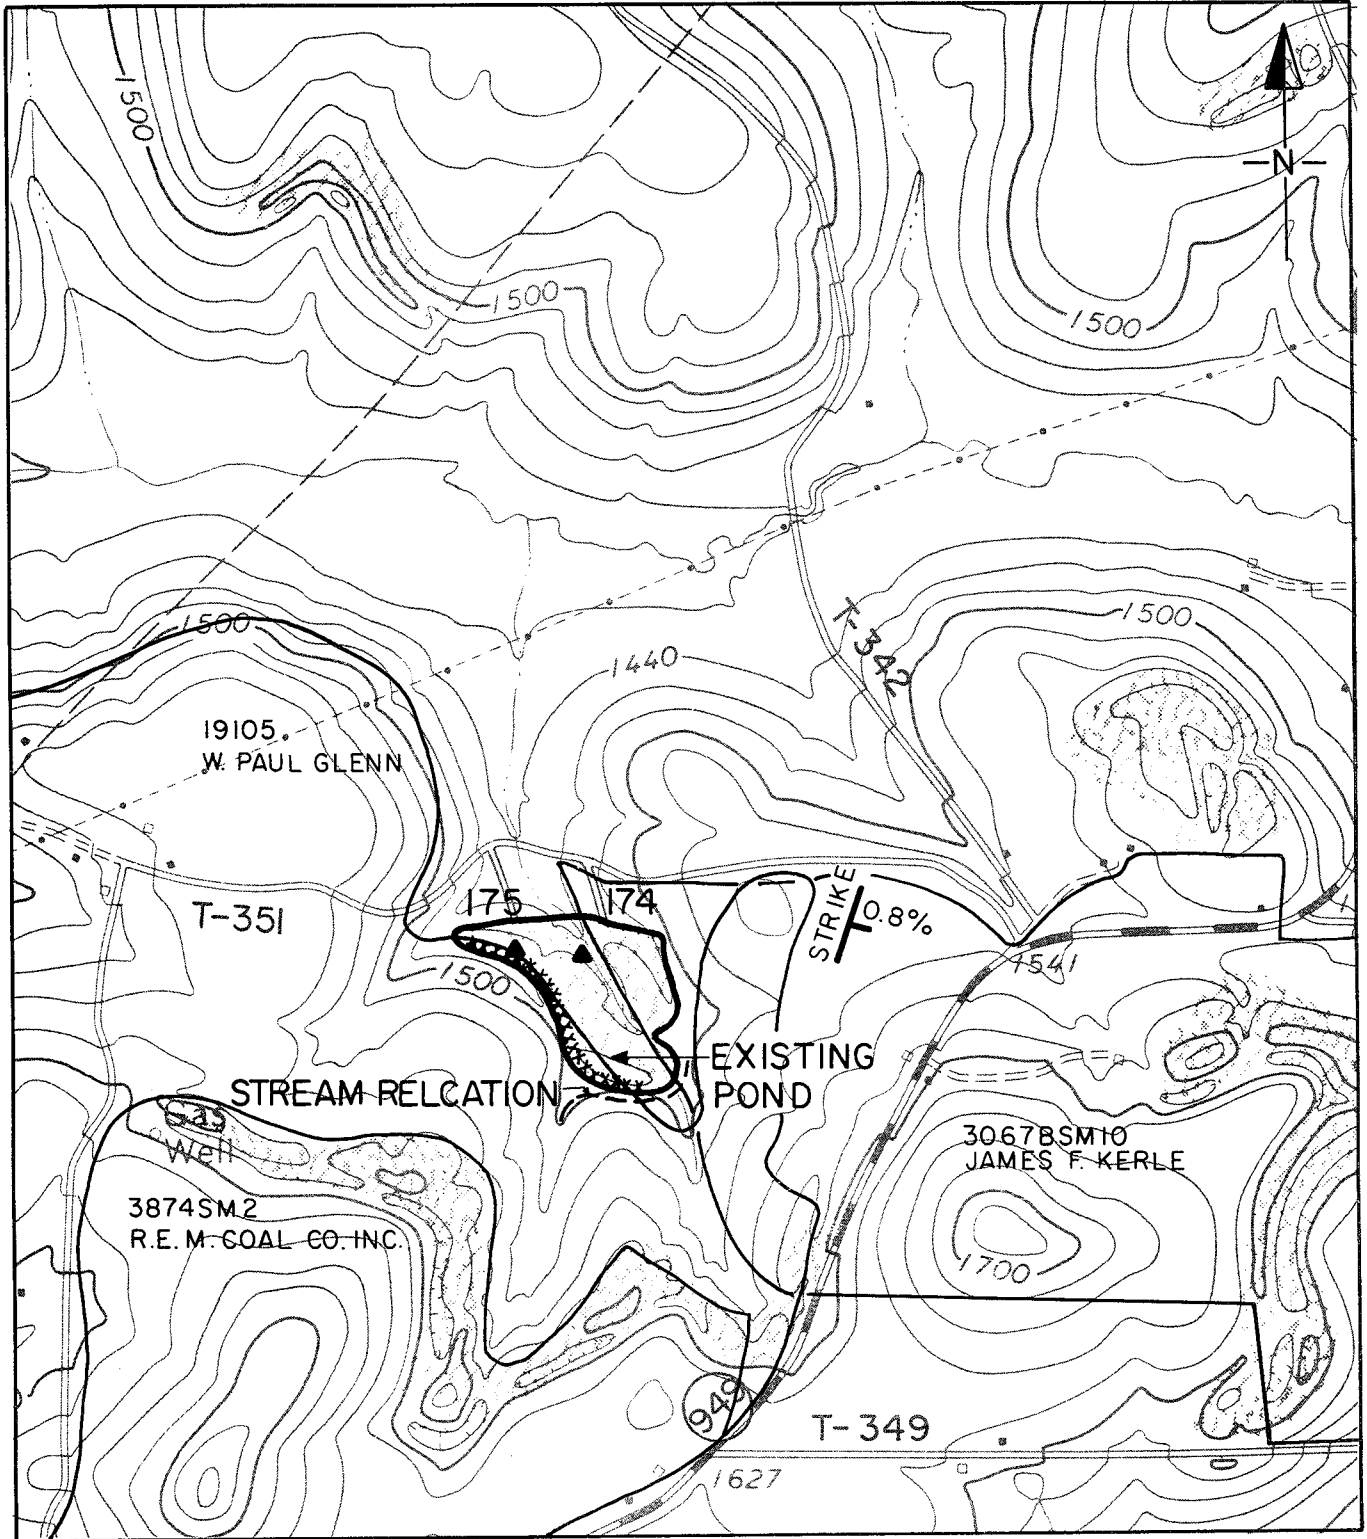 1500
-N-
1500
1500
T-342
1500
1500
1440
19105
W. PAUL GLENN
T-351
175
174
STRIKE
0.8%
1500
1541
EXISTING
POND
STREAM RELCATION
Gas
Well
3067BSM10
JAMES F. KERLE
3874SM2
R.E.M. COAL CO. INC.
1700
949
T-349
1627